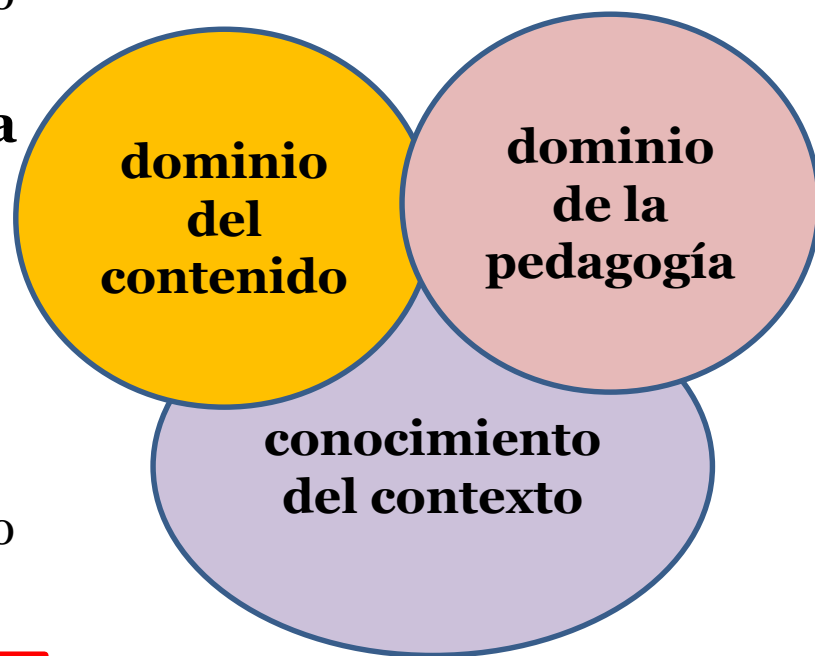 o
a
dominio
del
contenido
dominio
de la
pedagogía
conocimiento
del contexto
o